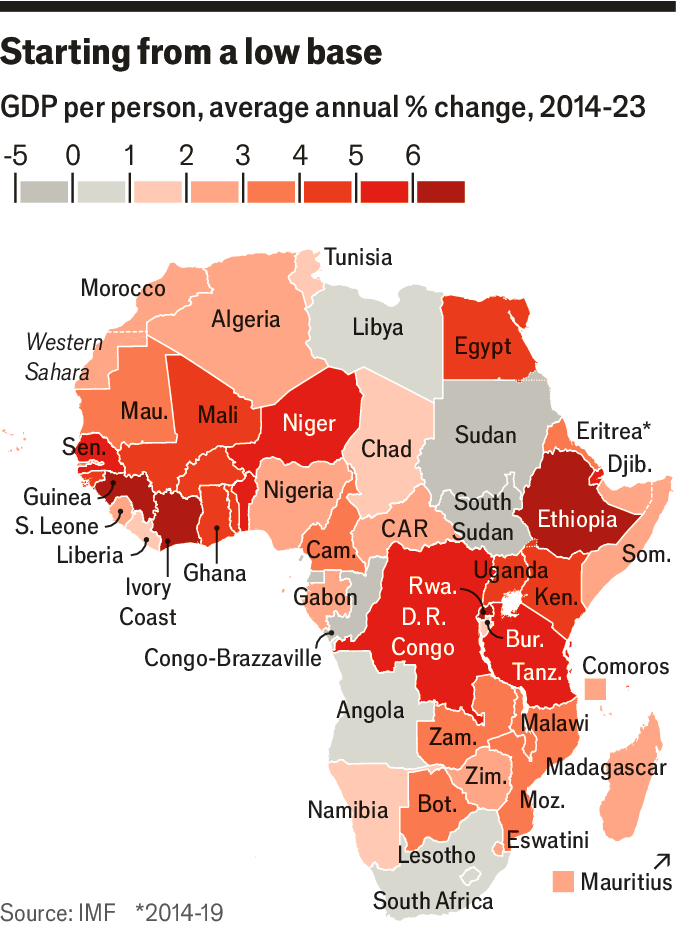 Starting from a low base
GDP per person, average annual % change, 2014-23
-5 0 1 2 3 4 5 6
Tunisia
Morocco
Algeria
Libya
Egypt
Western
Sahara
Mau.
Mali
Niger
Chad
Sudan
Eritrea*
Sen.
Djib.
Guinea
Nigeria
South
Sudan
Ethiopia
S. Leone
CAR
Liberia
Cam.
Som.
Ivory
Coast
Ghana
Uganda
Gabon
Rwa.
Ken.
D. R.
Congo
Bur.
Congo-Brazzaville
Tanz.
Comoros
Angola
Malawi
Zam.
Madagascar
Zim.
Namibia
Bot.
Moz.
Eswatini
Lesotho
Mauritius
South Africa
Source: IMF *2014-19